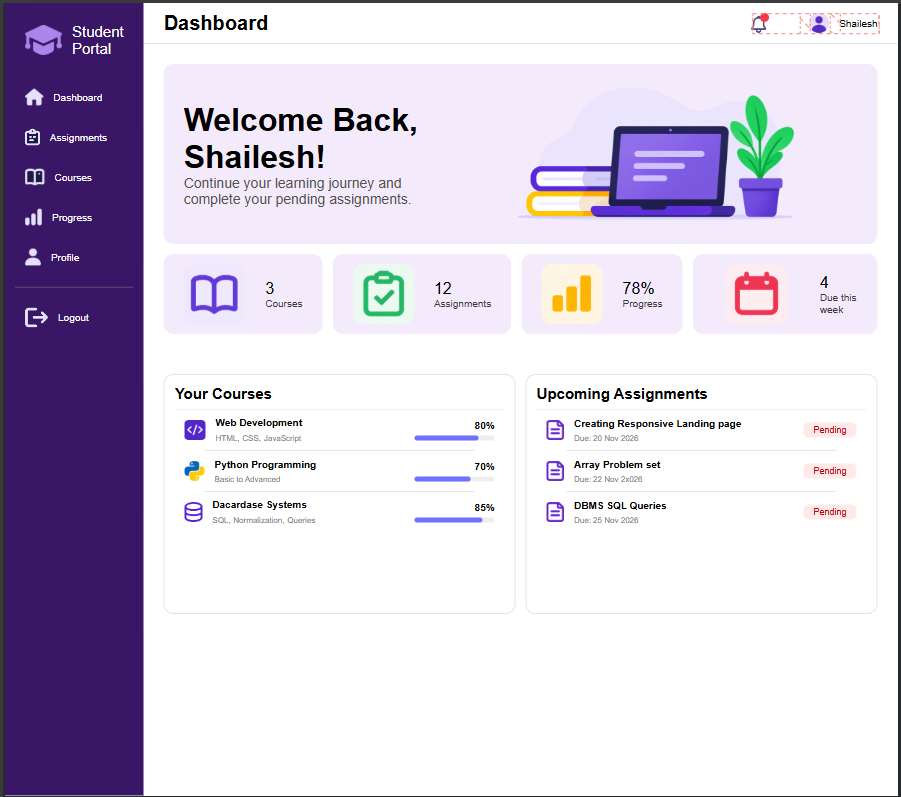 Student
Portal
Dashboard
Assignments
Courses
Progress
Profile
Logout
Dashboard
Shailesh
Welcome Back,
Shailesh!
Continue your learning journey and
complete your pending assignments.
3
Courses
12
Assignments
78%
Progress
4
Due this
week
Your Courses
Web Development
80%
HTML, CSS, JavaScript
Python Programming
70%
Basic to Advanced
Dacardase Systems
85%
SQL, Normalization, Queries
Upcoming Assignments
Creating Responsive Landing page
Due: 20 Nov 2026
Pending
Array Problem set
Due: 22 Nov 2x026
Pending
DBMS SQL Queries
Due: 25 Nov 2026
Pending